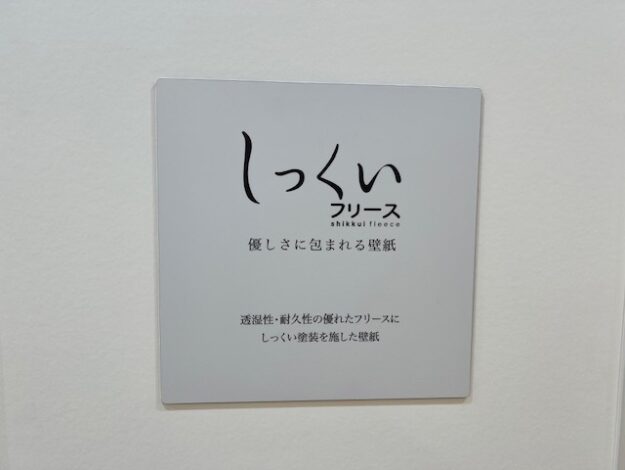 しっくい
フリース
shikkui fleece
優しさに包まれる壁紙
透湿性・耐久性の優れたフリースに
しっくい塗装を施した壁紙